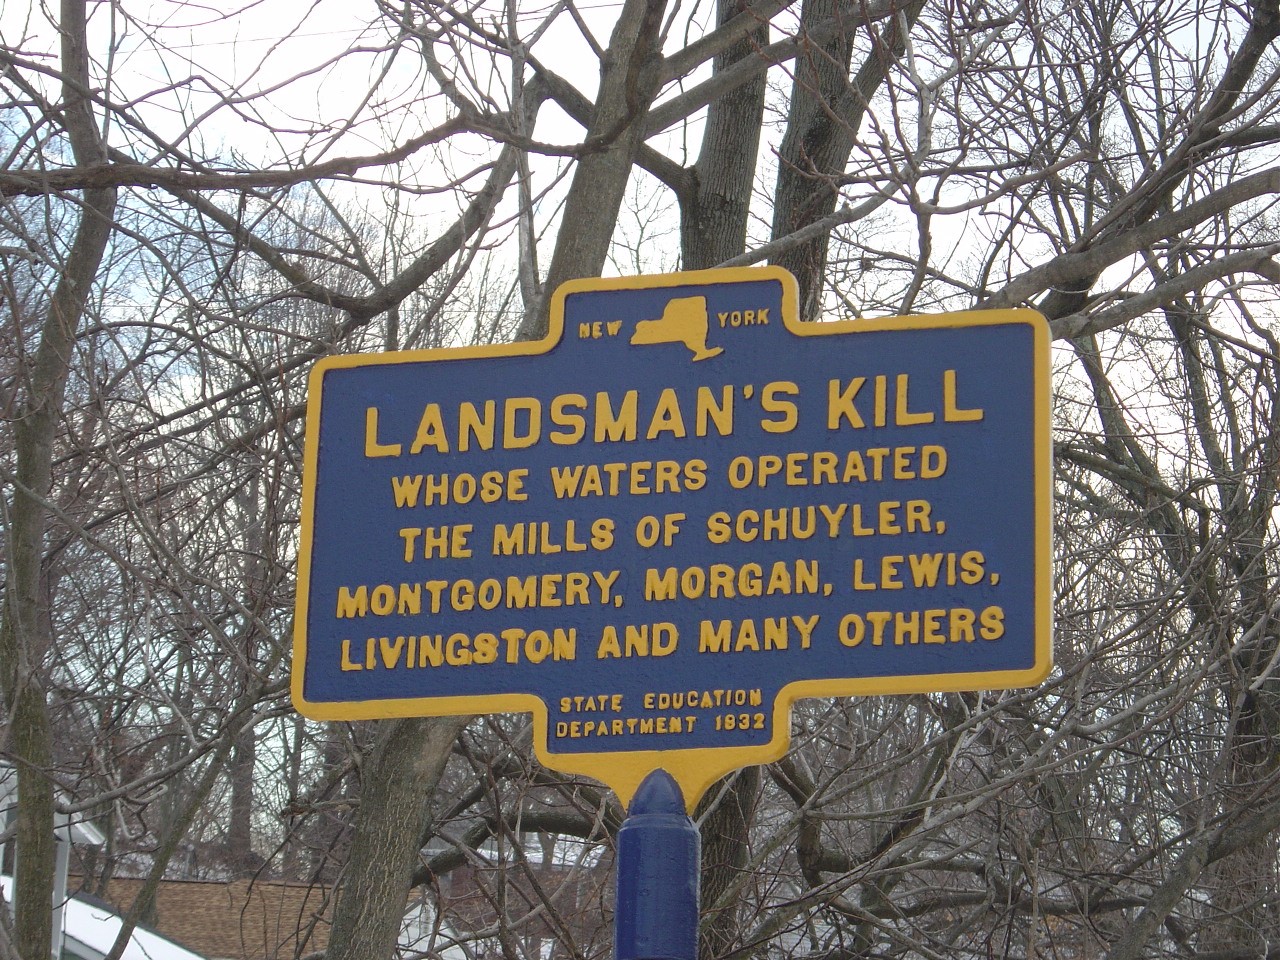 NEW YORK
LANDSMAN'S KILL
WHOSE WATERS OPERATED
THE MILLS OF SCHUYLER,
MONTGOMERY, MORGAN, LEWIS,
LIVINGSTON AND MANY OTHERS
STATE EDUCATION
DEPARTMENT 1932